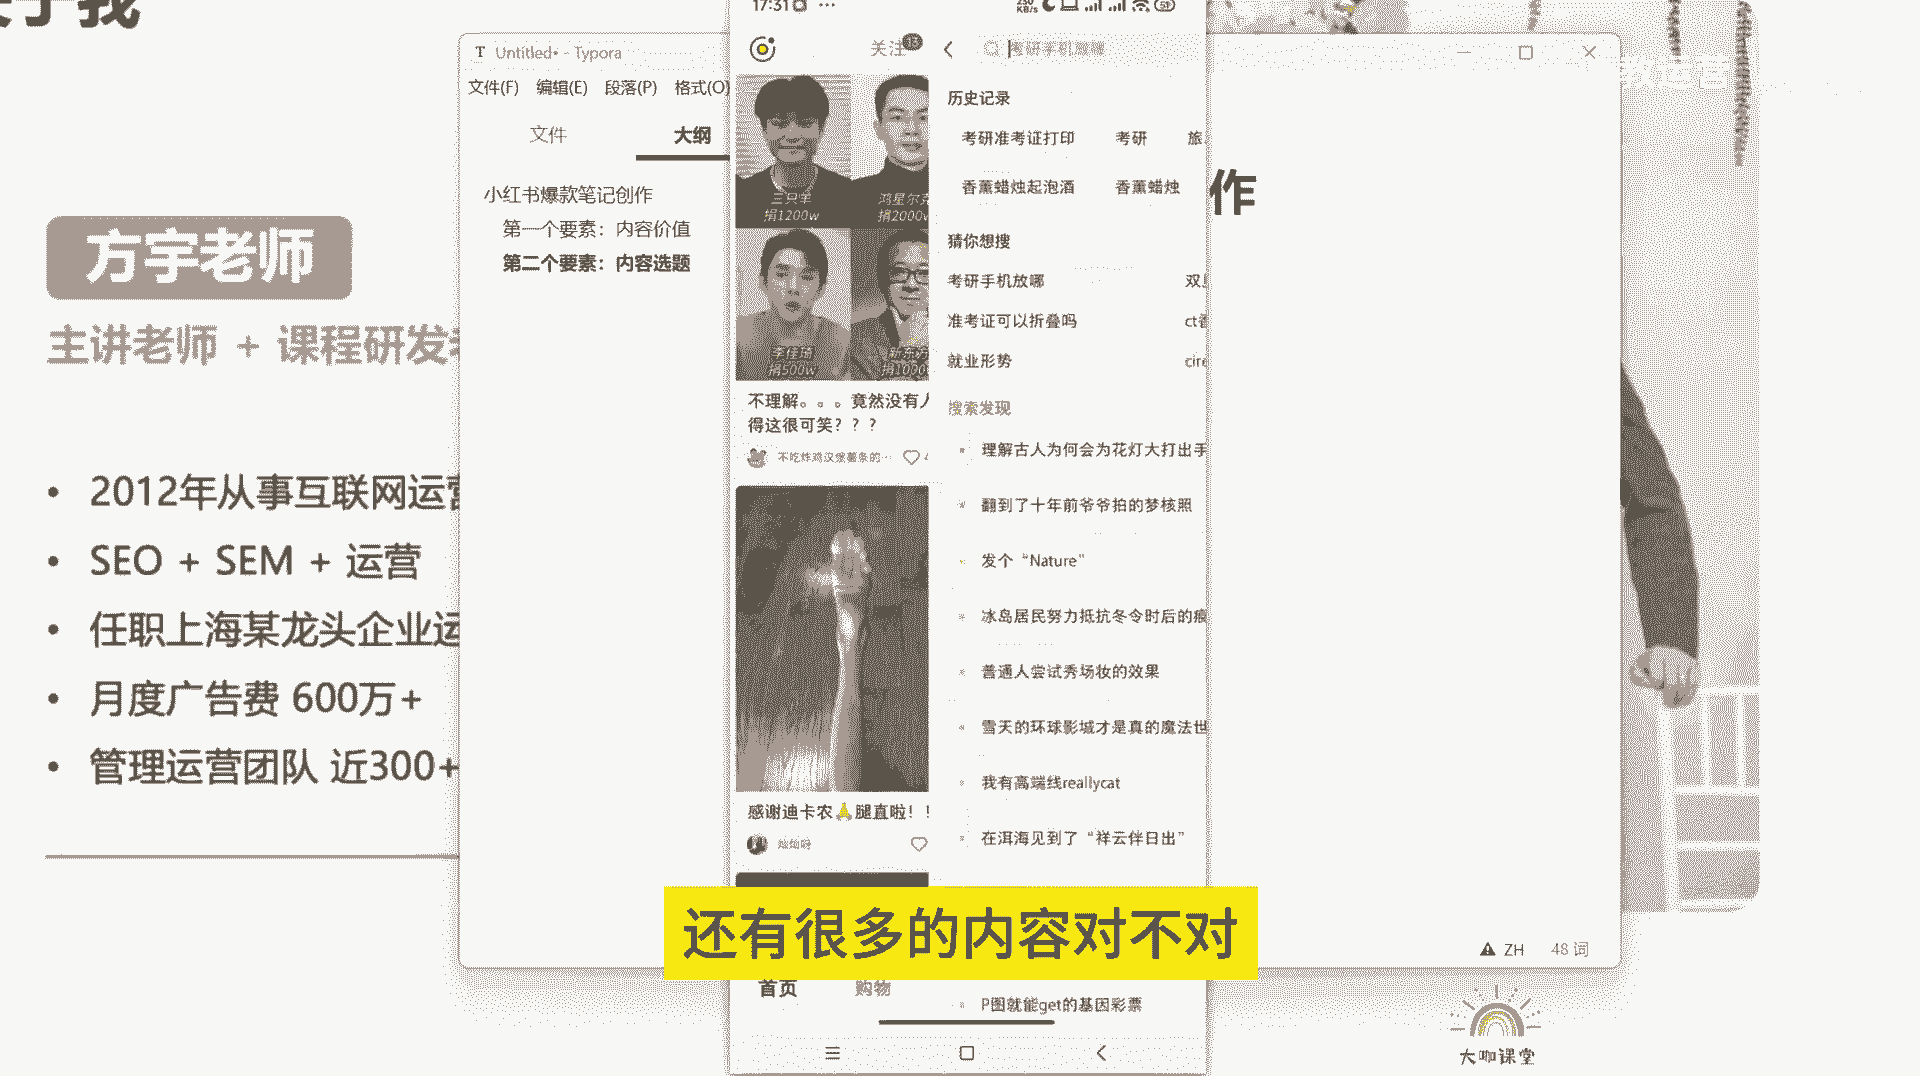 于我
方宇老师
主讲老师 + 课程研发
• 2012年从事互联网运营
• SEO + SEM + 运营
• 任职上海某龙头企业运
• 月度广告费 600万+
• 管理运营团队 近300+
T Untitled• - Typora
文件(F) 编辑(E) 段落(P) 格式(O)
文件 大纲
小红书爆款笔记创作
第一个要素：内容价值
第二个要素：内容选题
作
17:31
KB/s
关注
三只羊
捐1200w
鸿星尔克
捐2000w
李佳琦
捐500w
新东方
捐1000
不理解。。。竟然没有人
得这很可笑？？？
不吃炸鸡汉堡薯条的…
感谢迪卡农🙏腿直啦！！
首页 购物
考研手机放哪
历史记录
考研准考证打印 考研 旅
香薰蜡烛起泡酒 香薰蜡烛
猜你想搜
考研手机放哪 双
准考证可以折叠吗 ct
就业形势 cire
搜索发现
理解古人为何会为花灯大打出手
翻到了十年前爷爷拍的梦核照
发个“Nature”
冰岛居民努力抵抗冬令时后的
普通人尝试秀场妆的效果
雪天的环球影城才是真的魔法世
我有高端线reallycat
在洱海见到了“祥云伴日出”
P图就能get的基因彩票
还有很多的内容对不对
ZH 48 词
大咖课堂